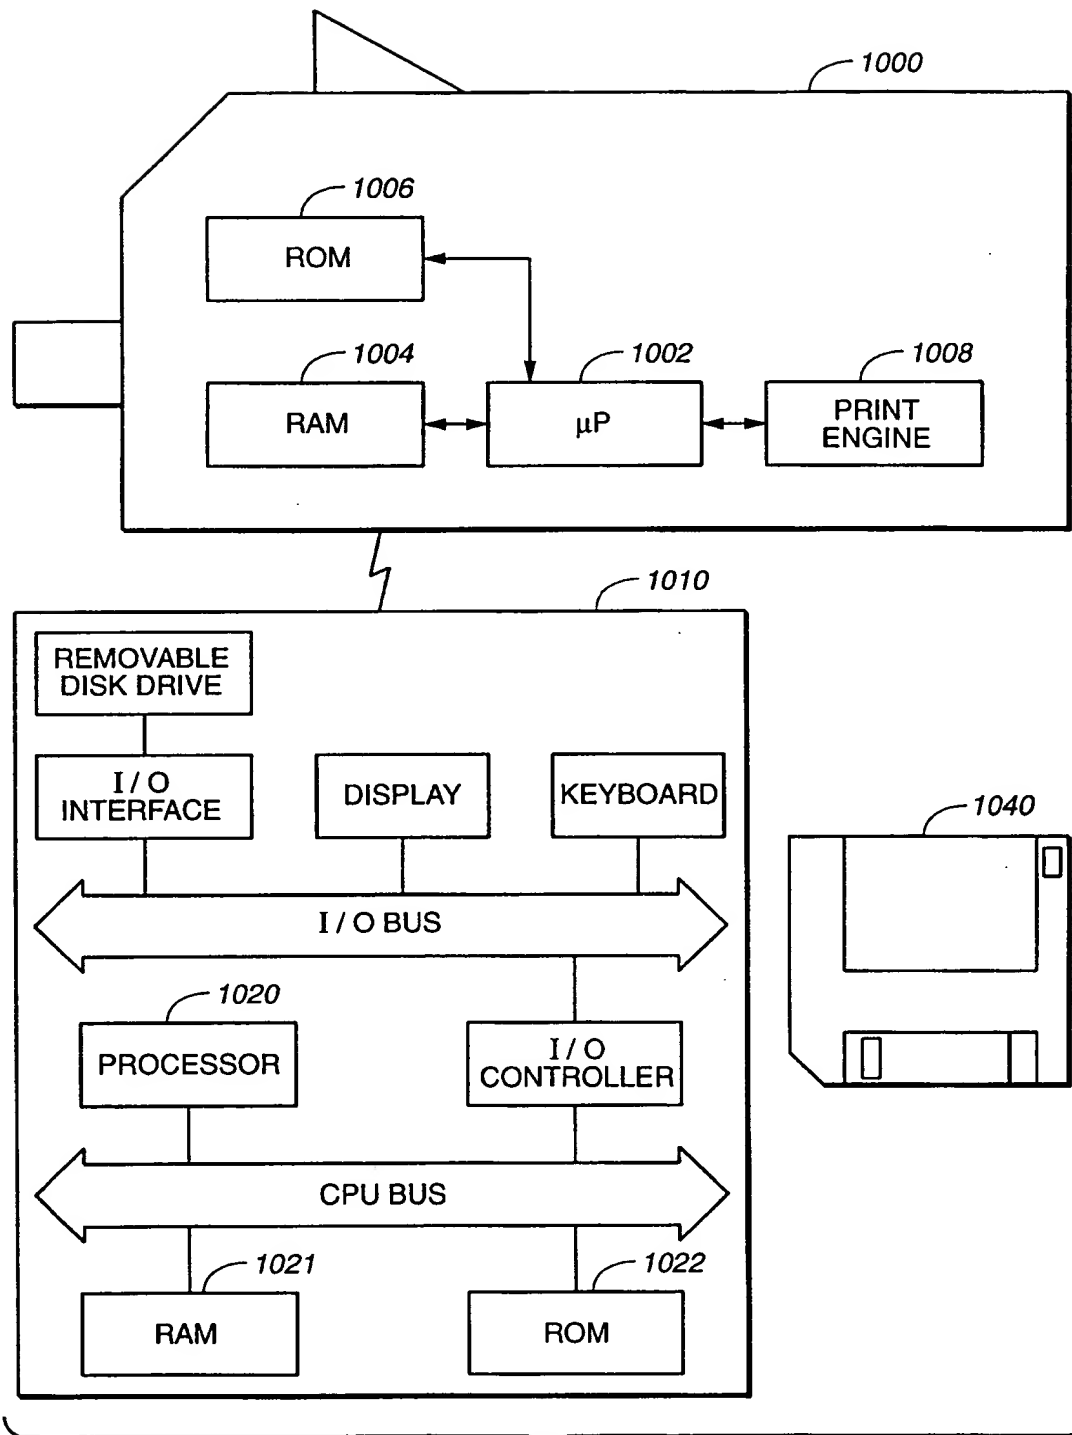 1000
1006
ROM
1004
RAM
1002
µP
1008
PRINT
ENGINE
1010
REMOVABLE
DISK DRIVE
I / O
INTERFACE
DISPLAY
KEYBOARD
1040
I / O BUS
1020
PROCESSOR
I / O
CONTROLLER
CPU BUS
1021
RAM
1022
ROM